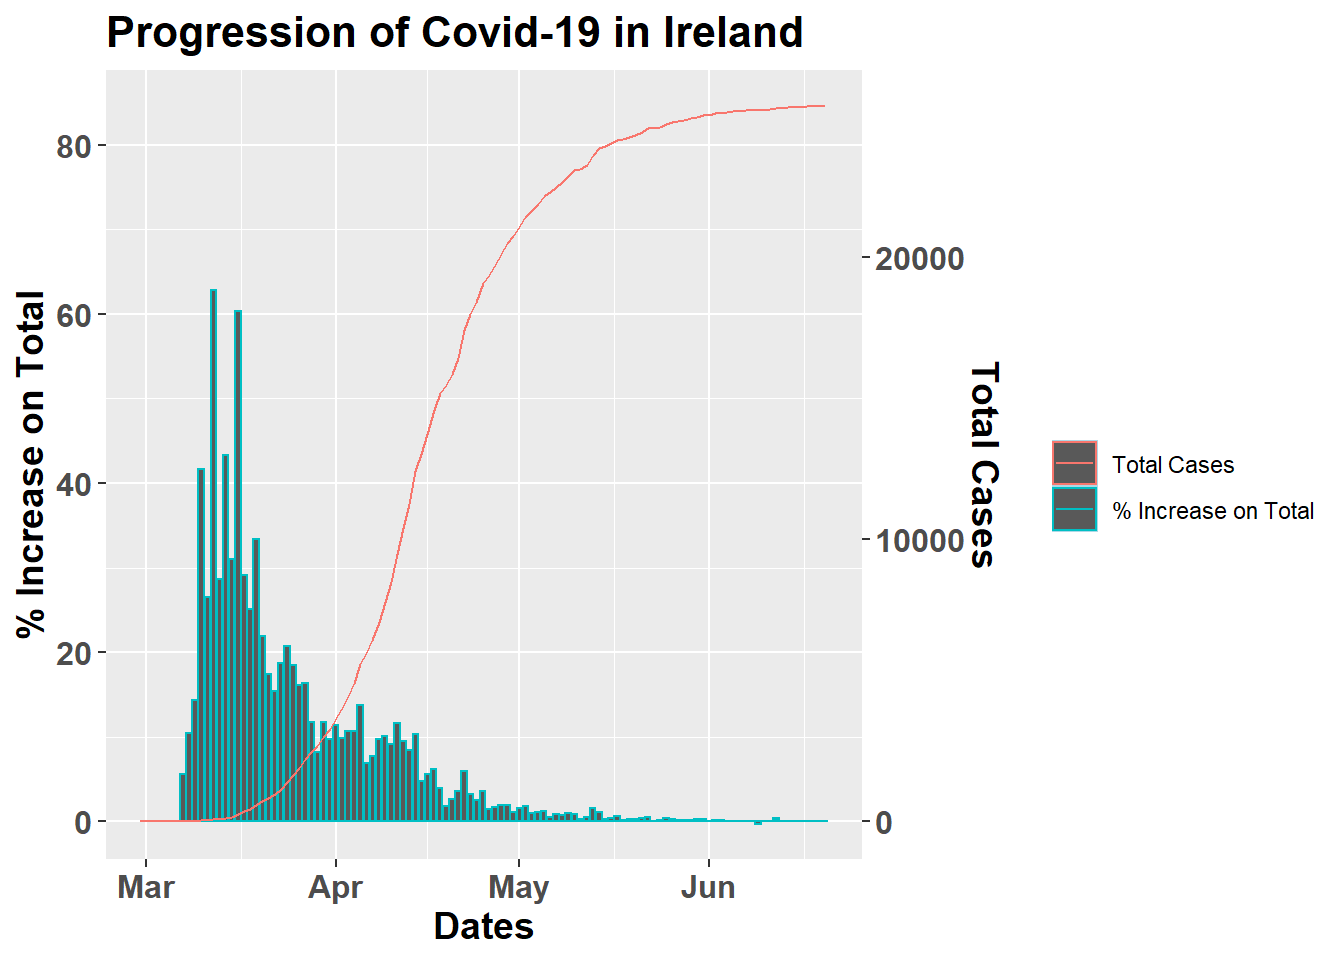 Progression of Covid-19 in Ireland
% Increase on Total
80
60
40
20
0
20000
10000
0
Total Cases
Mar Apr May Jun
Dates
Total Cases
% Increase on Total